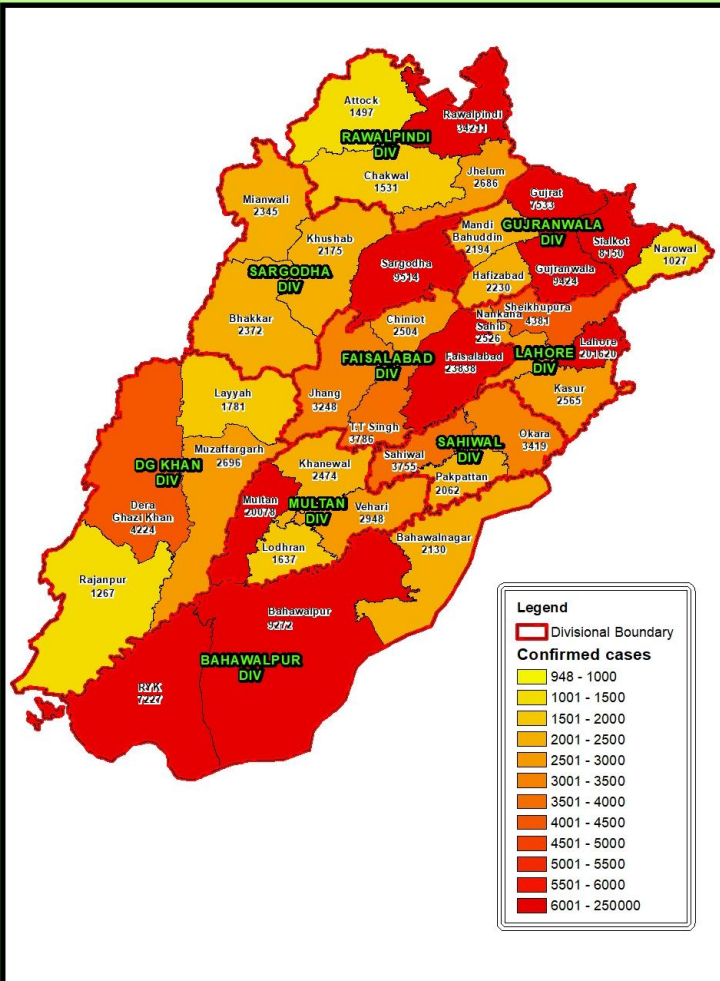 Attock
1497
Rawalpindi
34211
RAWALPINDI
DIV
Chakwal
1531
Jhelum
2686
Mianwali
2345
Gujrat
7533
Khushab
2175
Mandi
Bahuddin
2194
GUJRANWALA
DIV
Sialkot
8150
Narowal
1027
SARGODHA
DIV
Sargodha
9514
Hafizabad
2230
Gujranwala
9424
Bhakkar
2372
Chiniot
2504
Nankana
Sahib
2526
Sheikhupura
4381
Lahore
201620
FAISALABAD
DIV
Faisalabad
23838
LAHORE
DIV
Layyah
1781
Jhang
3248
Kasur
2565
T.T Singh
3786
Okara
3419
Muzaffargarh
2696
DG KHAN
DIV
Khanewal
2474
Sahiwal
3755
SAHIWAL
DIV
Pakpattan
2062
Dera
Ghazi Khan
4224
Multan
20078
MULTAN
DIV
Vehari
2948
Bahawalnagar
2130
Lodhran
1637
Rajanpur
1267
Bahawalpur
9272
BAHAWALPUR
DIV
RYK
7227
Legend
Divisional Boundary
Confirmed cases
948 - 1000
1001 - 1500
1501 - 2000
2001 - 2500
2501 - 3000
3001 - 3500
3501 - 4000
4001 - 4500
4501 - 5000
5001 - 5500
5501 - 6000
6001 - 250000